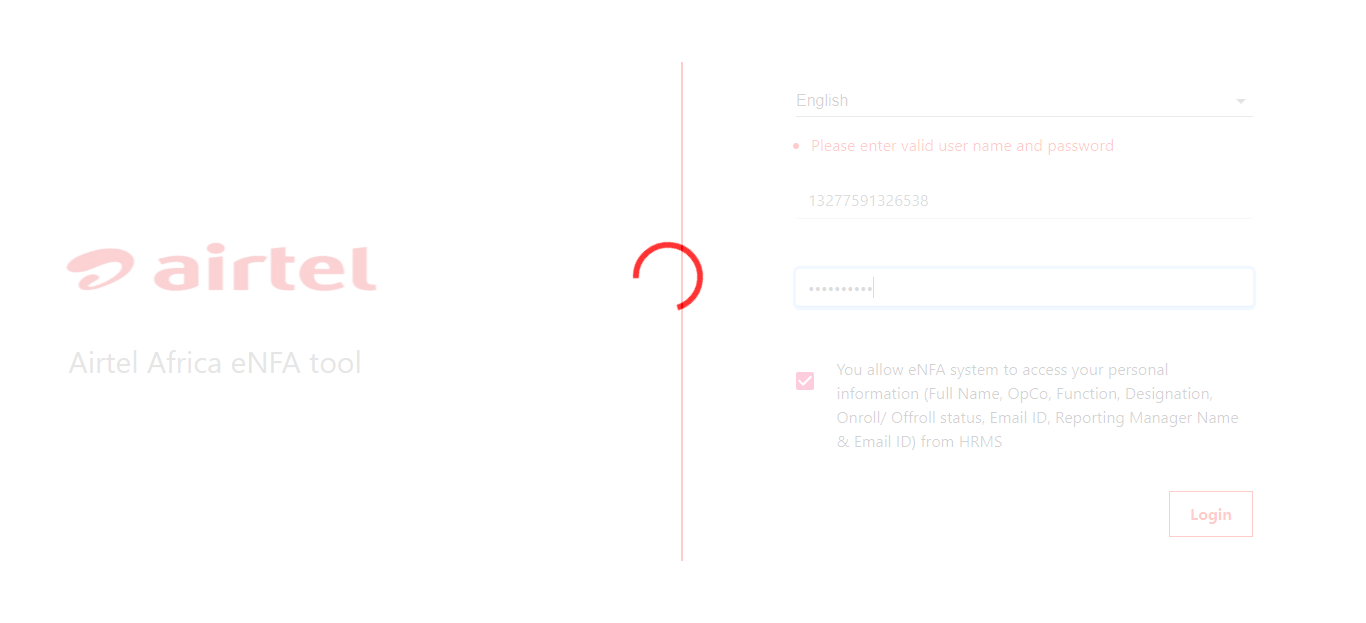 airtel
Airtel Africa eNFA tool
English
Please enter valid user name and password
13277591326538
You allow eNFA system to access your personal
information (Full Name, OpCo, Function, Designation,
Onroll/ Offroll status, Email ID, Reporting Manager Name
& Email ID) from HRMS
Login